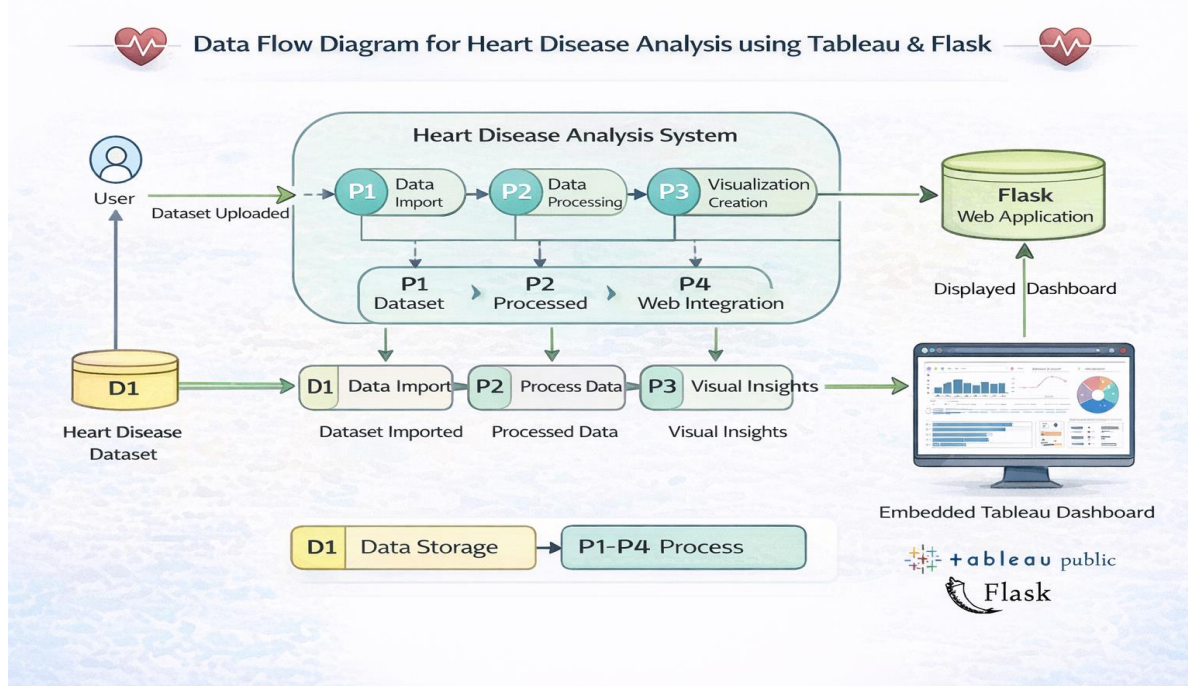 Data Flow Diagram for Heart Disease Analysis using Tableau & Flask
Heart Disease Analysis System
User
Dataset Uploaded
P1
Data
Import
P2
Data
Processing
P3
Visualization
Creation
Flask
Web Application
P1
Dataset
P2
Processed
P4
Web Integration
Displayed Dashboard
D1
Heart Disease
Dataset
D1 Data Import
P2 Process Data
P3 Visual Insights
Dataset Imported
Processed Data
Visual Insights
Embedded Tableau Dashboard
D1 Data Storage
P1-P4 Process
tableau public
Flask